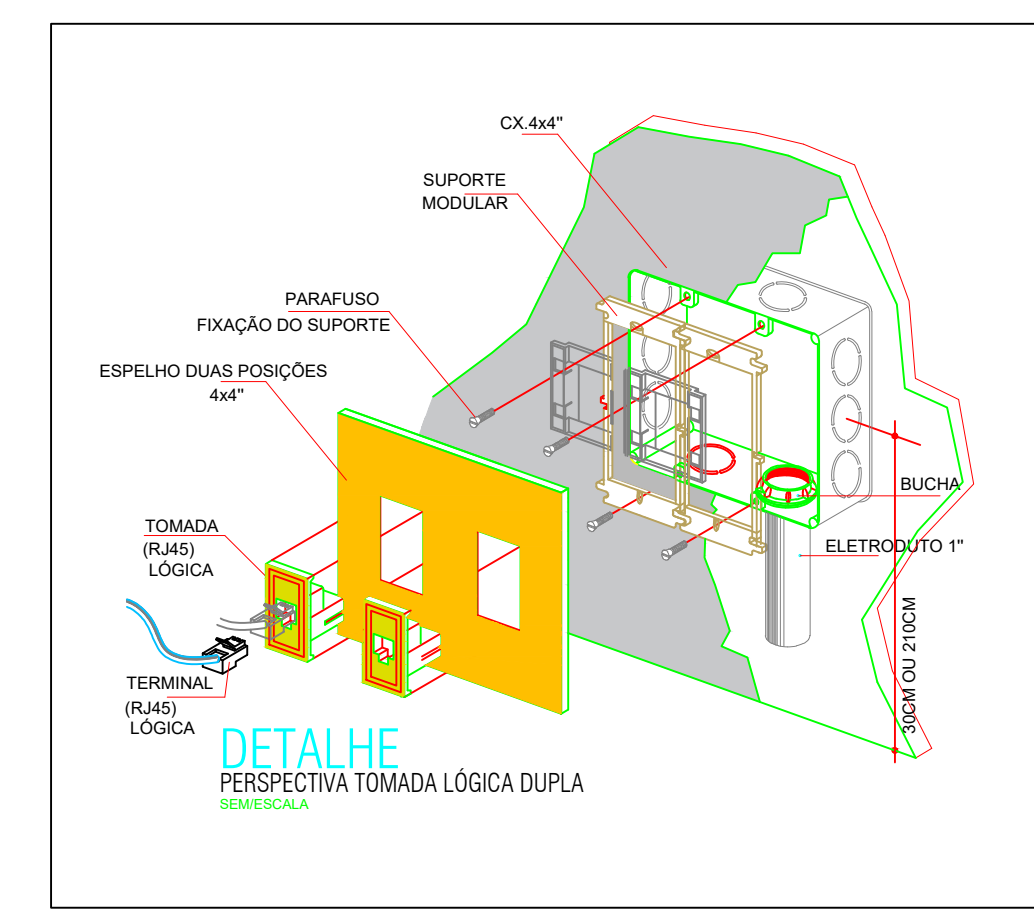 CX.4x4"
SUPORTE
MODULAR
PARAFUSO
FIXAÇÃO DO SUPORTE
ESPELHO DUAS POSIÇÕES
4x4"
TOMADA
(RJ45)
LÓGICA
TERMINAL
(RJ45)
LÓGICA
BUCHA
ELETRODUTO 1"
30CM OU 210CM
DETALHE
PERSPECTIVA TOMADA LÓGICA DUPLA
SEM/ESCALA